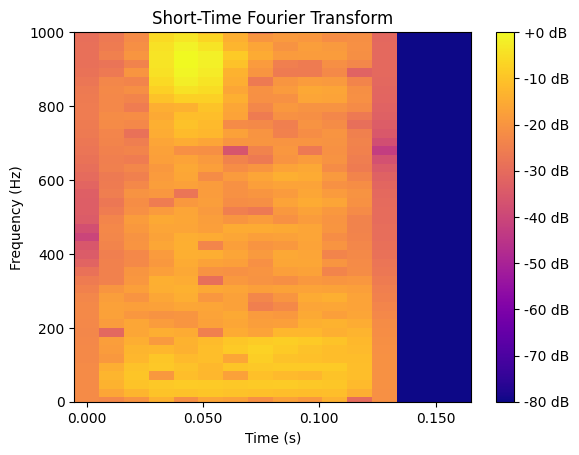 Short-Time Fourier Transform
1000
800
600
400
200
0
Frequency (Hz)
0.000
0.050
0.100
0.150
Time (s)
+0 dB
-10 dB
-20 dB
-30 dB
-40 dB
-50 dB
-60 dB
-70 dB
-80 dB